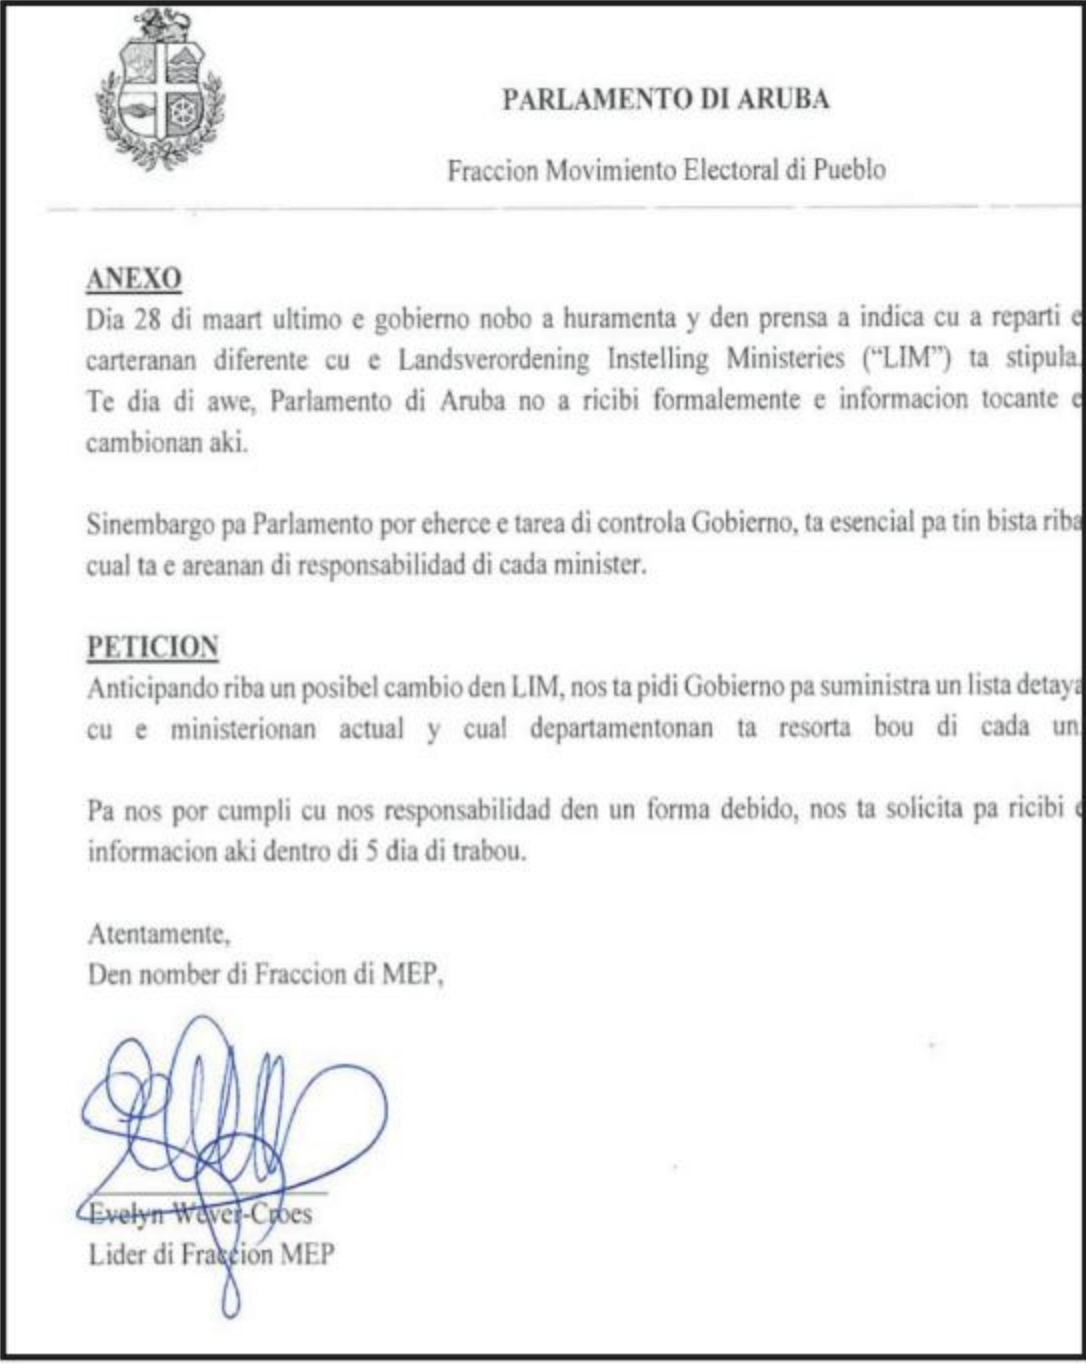 PARLAMENTO DI ARUBA
Fraccion Movimiento Electoral di Pueblo
ANEXO
Dia 28 di maart ultimo e gobierno nobo a huramenta y den prensa a indica cu a reparti e
carteranan diferente cu e Landsverordening Instelling Ministeries (“LIM”) ta stipula.
Te dia di awe, Parlamento di Aruba no a ricibi formalemente e informacion tocante e
cambionan aki.
Sinembargo pa Parlamento por eherce e tarea di controla Gobierno, ta esencial pa tin bista riba
cual ta e areanan di responsabilidad di cada minister.
PETICION
Anticipando riba un posibel cambio den LIM, nos ta pidi Gobierno pa suministra un lista detaya
cu e ministerionan actual y cual departamentonan ta resorta bou di cada un.
Pa nos por cumpli cu nos responsabilidad den un forma debido, nos ta solicita pa ricibi e
informacion aki dentro di 5 dia di trabou.
Atentamente,
Den nomber di Fraccion di MEP,
Evelyn Wever-Croes
Lider di Fraccion MEP